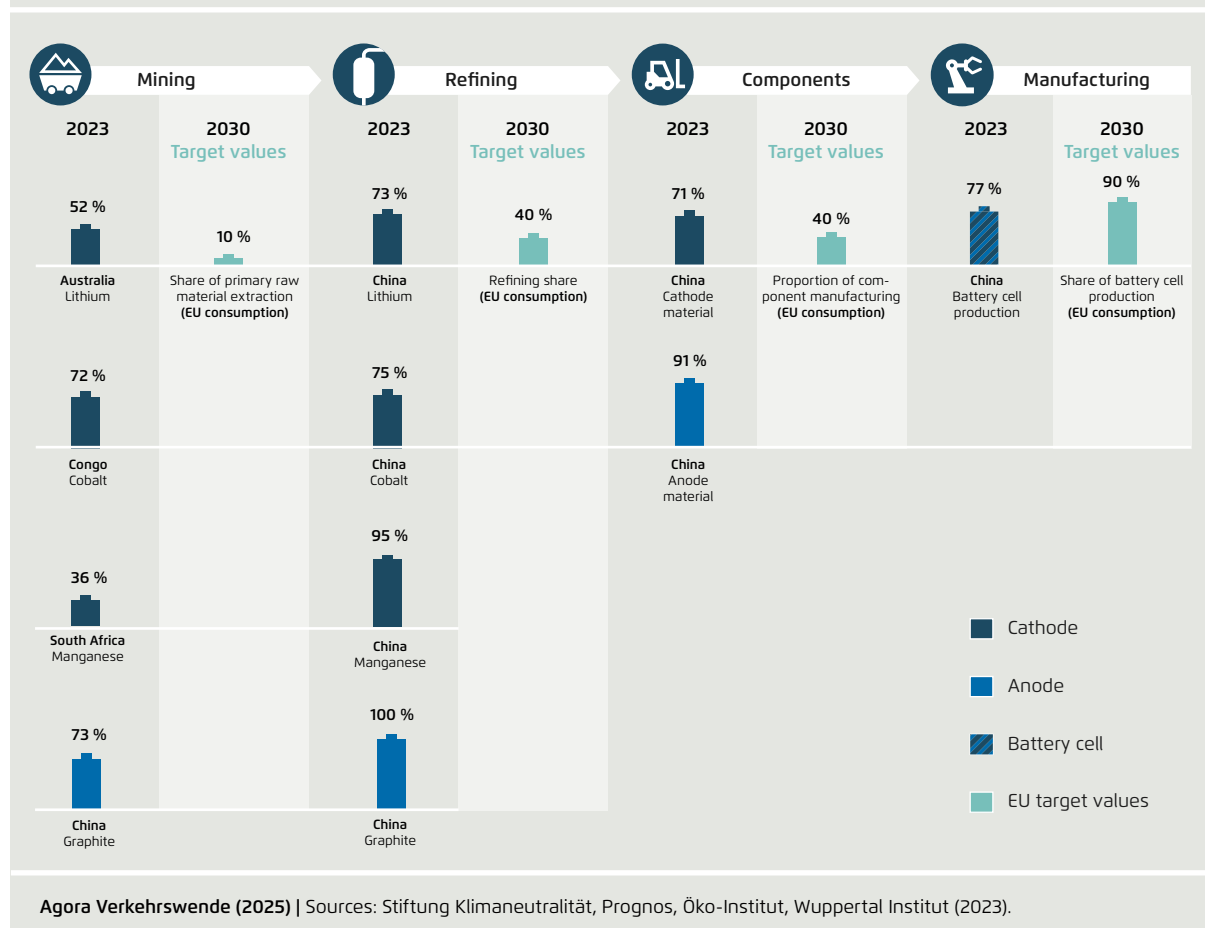 Mining
Refining
Components
Manufacturing
2023
2030
Target values
2023
2030
Target values
2023
2030
Target values
2023
2030
Target values
52 %
Australia
Lithium
10 %
Share of primary raw
material extraction
(EU consumption)
73 %
China
Lithium
40 %
Refining share
(EU consumption)
71 %
China
Cathode
material
40 %
Proportion of com-
ponent manufacturing
(EU consumption)
77 %
China
Battery cell
production
90 %
Share of battery cell
production
(EU consumption)
72 %
Congo
Cobalt
75 %
China
Cobalt
91 %
China
Anode
material
36 %
South Africa
Manganese
95 %
China
Manganese
73 %
China
Graphite
100 %
China
Graphite
Cathode
Anode
Battery cell
EU target values
Agora Verkehrswende (2025) | Sources: Stiftung Klimaneutralität, Prognos, Öko-Institut, Wuppertal Institut (2023).